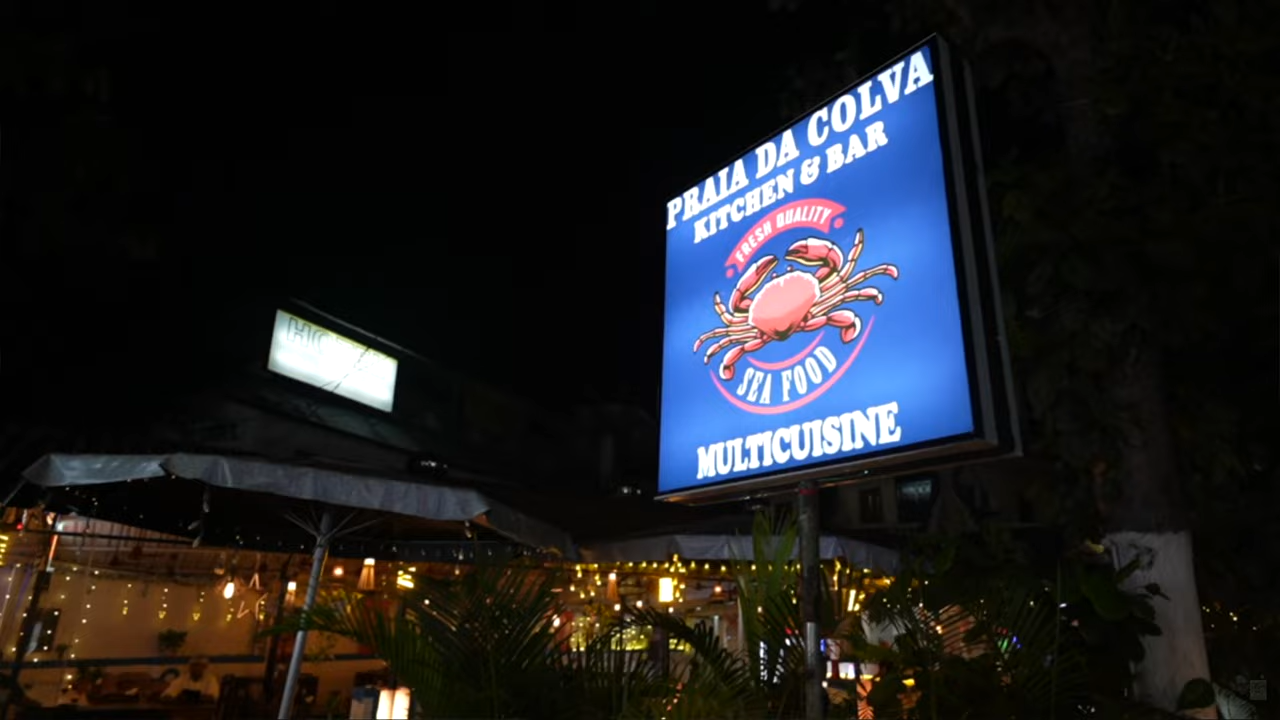 PRAIA DA COLVA
KITCHEN & BAR
FRESH QUALITY
SEA FOOD
MULTICUISINE